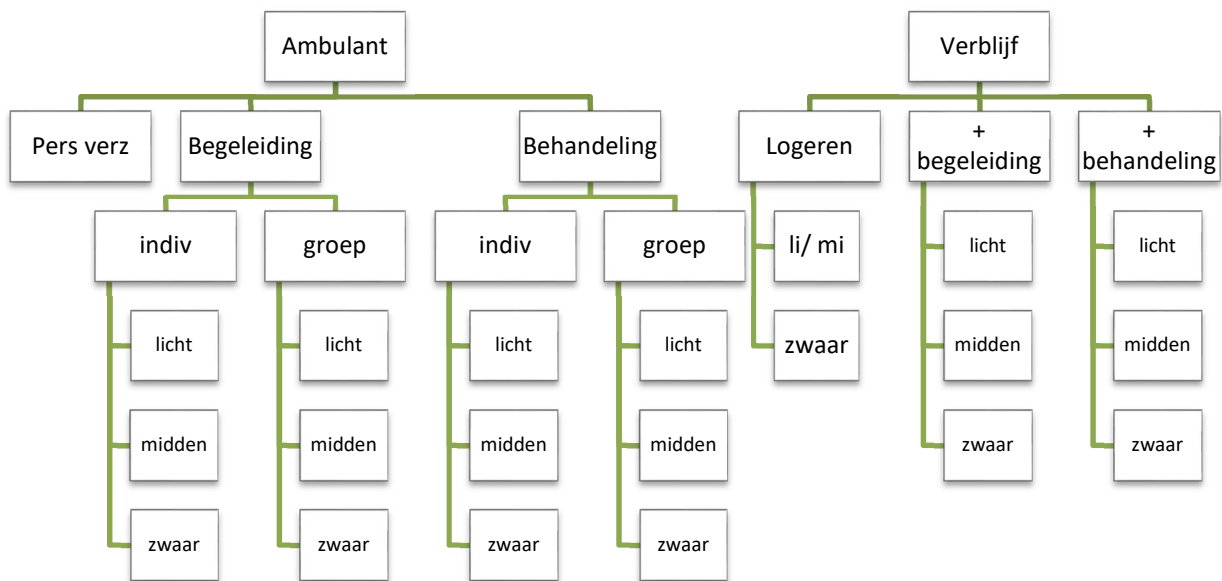 Ambulant
Verblijf
Pers verz
Begeleiding
Behandeling
Logeren
+
begeleiding
+
behandeling
indiv
groep
indiv
groep
li/ mi
licht
licht
licht
licht
licht
licht
zwaar
midden
midden
midden
midden
midden
midden
zwaar
zwaar
zwaar
zwaar
zwaar
zwaar